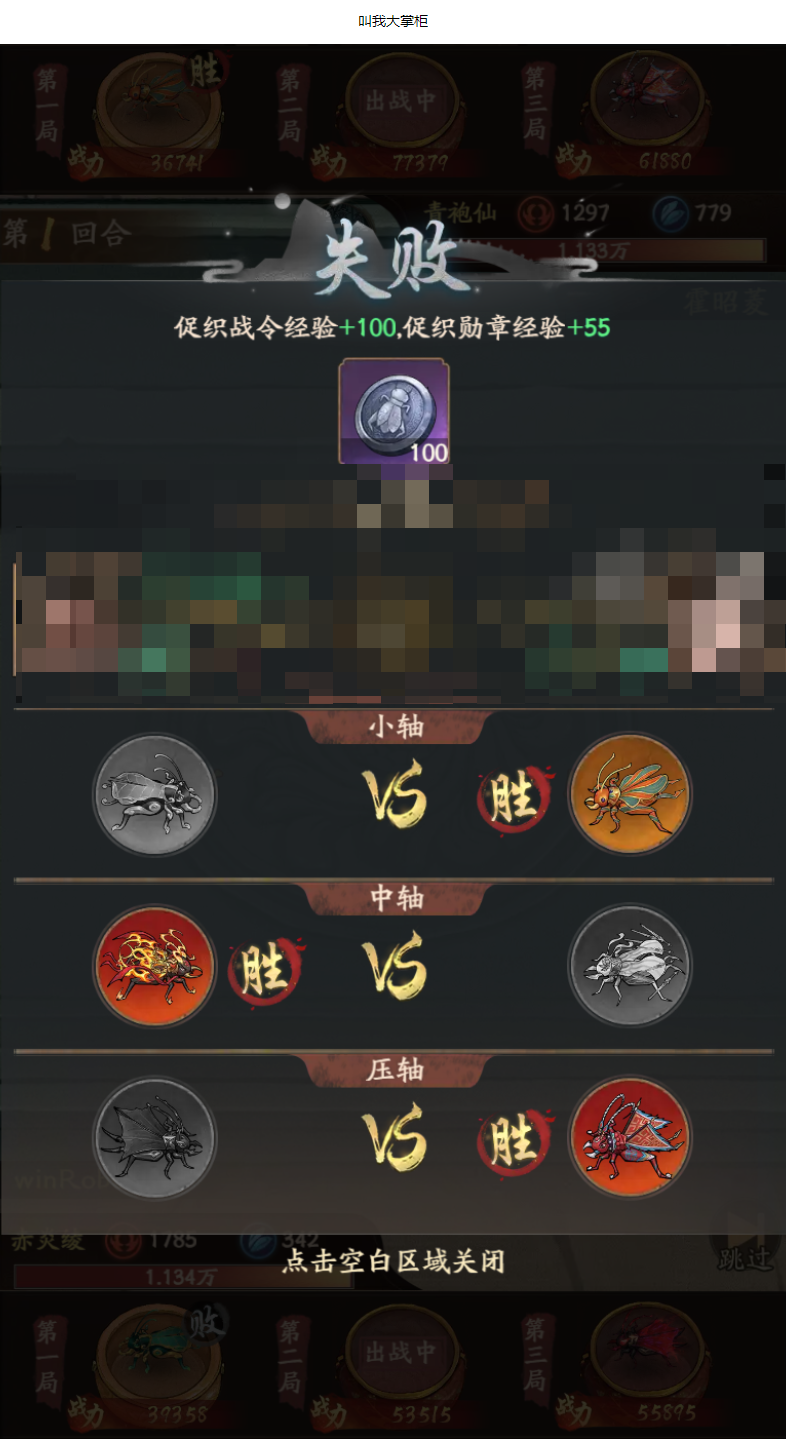 叫我大掌柜
第一局 胜 第二局 出战中 第三局
战力 36741 战力 77379 战力 61880
第1回合 青袍仙 1297 779
1.133万
失败
霍昭菱
促织战令经验+100,促织勋章经验+55
100
小轴
VS 胜
中轴
胜 VS
压轴
VS 胜
winRo
赤炎绫 1785 342
1.134万
点击空白区域关闭
跳过
第一局 败 第二局 出战中 第三局
战力 39358 战力 53515 战力 55895